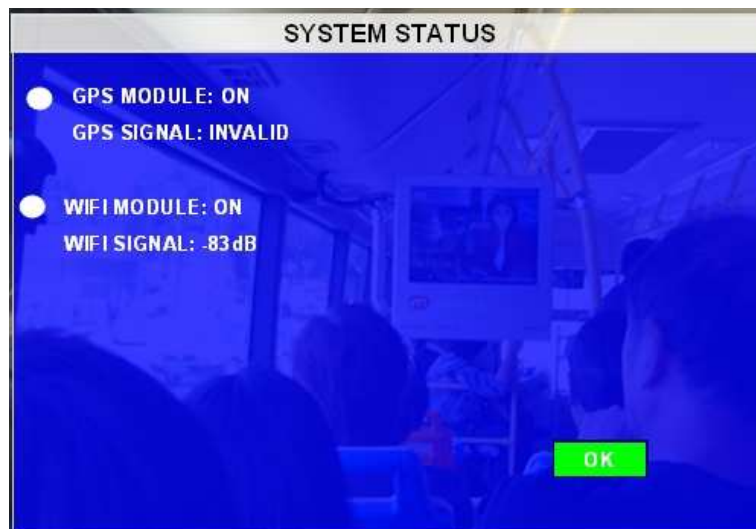 SYSTEM STATUS
GPS MODULE: ON
GPS SIGNAL: INVALID
WIFI MODULE: ON
WIFI SIGNAL: -83dB
OK